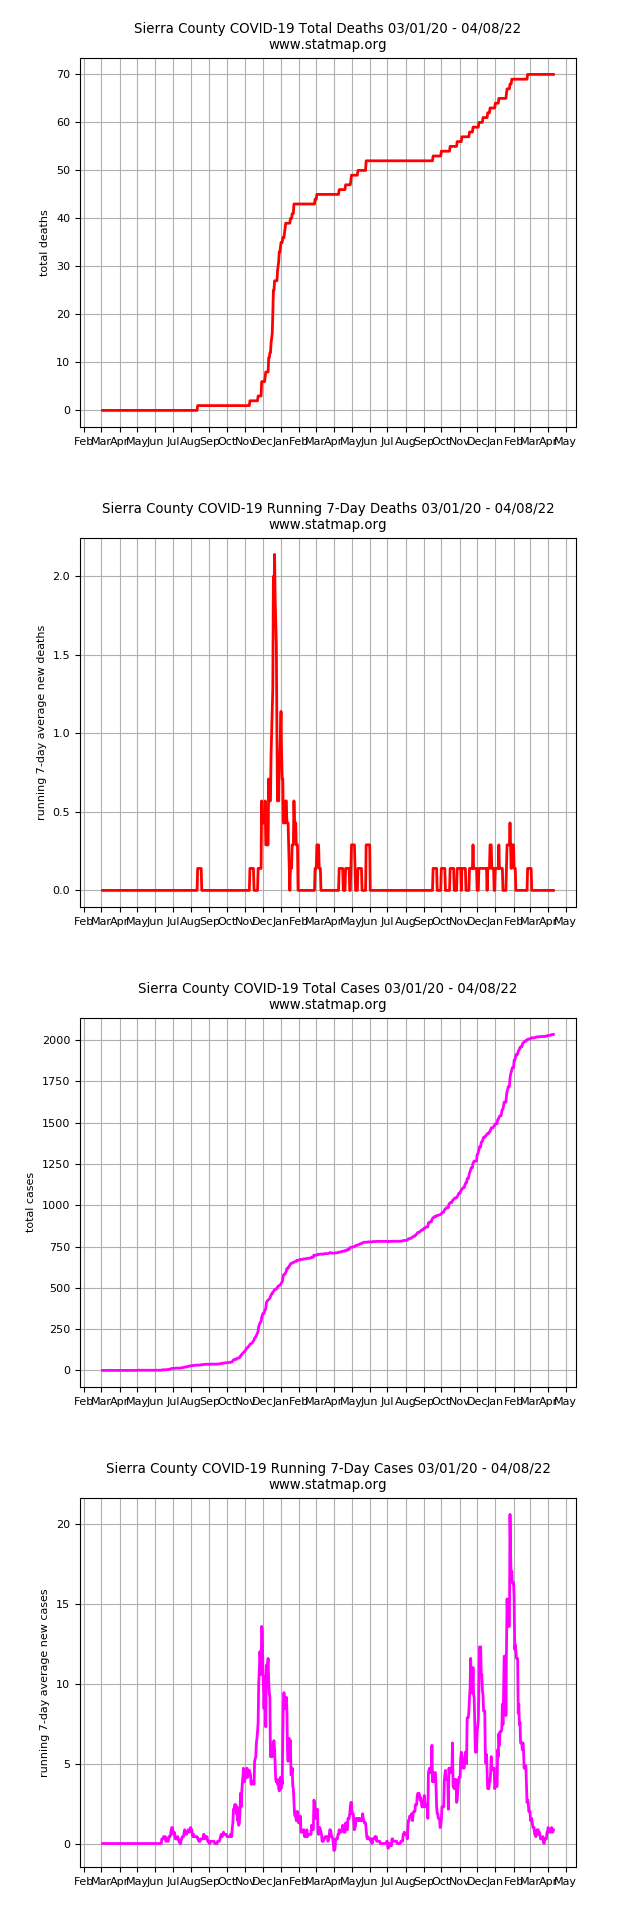 Sierra County COVID-19 Total Deaths 03/01/20 - 04/08/22
www.statmap.org
70
60
50
40
30
20
10
0
total deaths
Feb Mar Apr May Jun Jul Aug Sep Oct Nov Dec Jan Feb Mar Apr May Jun Jul Aug Sep Oct Nov Dec Jan Feb Mar Apr May
Sierra County COVID-19 Running 7-Day Deaths 03/01/20 - 04/08/22
www.statmap.org
2.0
1.5
1.0
0.5
0.0
running 7-day average new deaths
Feb Mar Apr May Jun Jul Aug Sep Oct Nov Dec Jan Feb Mar Apr May Jun Jul Aug Sep Oct Nov Dec Jan Feb Mar Apr May
Sierra County COVID-19 Total Cases 03/01/20 - 04/08/22
www.statmap.org
2000
1750
1500
1250
1000
750
500
250
0
total cases
Feb Mar Apr May Jun Jul Aug Sep Oct Nov Dec Jan Feb Mar Apr May Jun Jul Aug Sep Oct Nov Dec Jan Feb Mar Apr May
Sierra County COVID-19 Running 7-Day Cases 03/01/20 - 04/08/22
www.statmap.org
20
15
10
5
0
running 7-day average new cases
Feb Mar Apr May Jun Jul Aug Sep Oct Nov Dec Jan Feb Mar Apr May Jun Jul Aug Sep Oct Nov Dec Jan Feb Mar Apr May